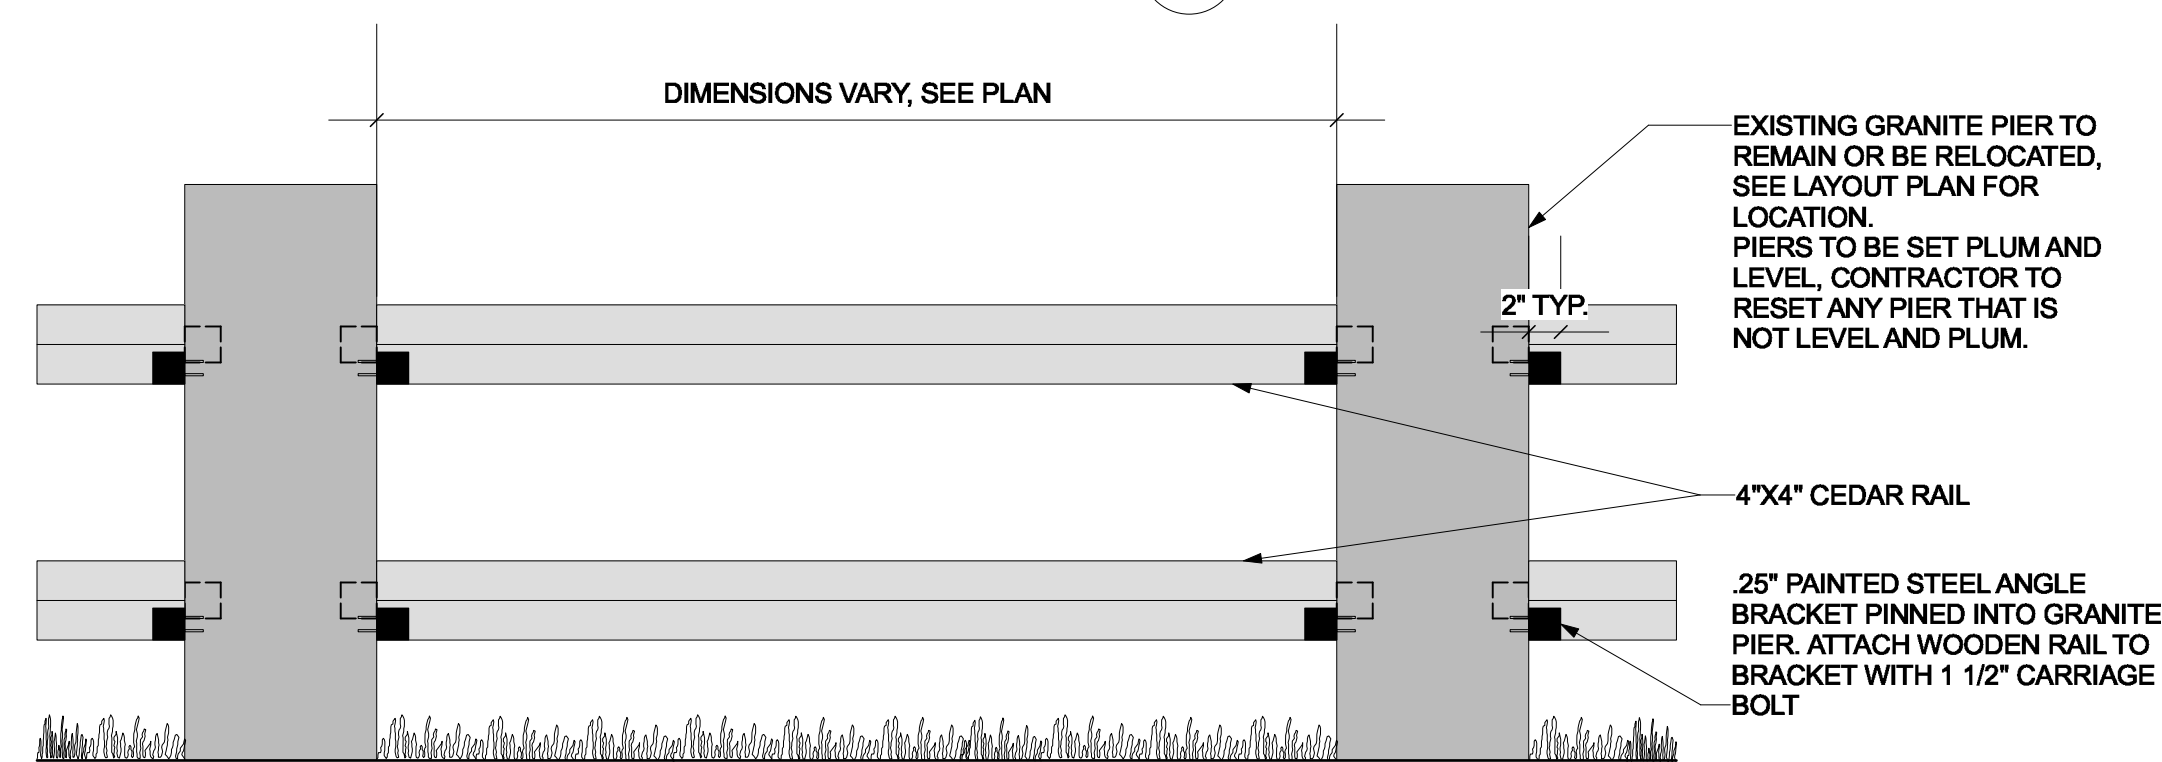 DIMENSIONS VARY, SEE PLAN
EXISTING GRANITE PIER TO
REMAIN OR BE RELOCATED,
SEE LAYOUT PLAN FOR
LOCATION.
PIERS TO BE SET PLUM AND
LEVEL, CONTRACTOR TO
RESET ANY PIER THAT IS
NOT LEVEL AND PLUM.
2" TYP.
4"X4" CEDAR RAIL
.25" PAINTED STEEL ANGLE
BRACKET PINNED INTO GRANITE
PIER. ATTACH WOODEN RAIL TO
BRACKET WITH 1 1/2" CARRIAGE
BOLT